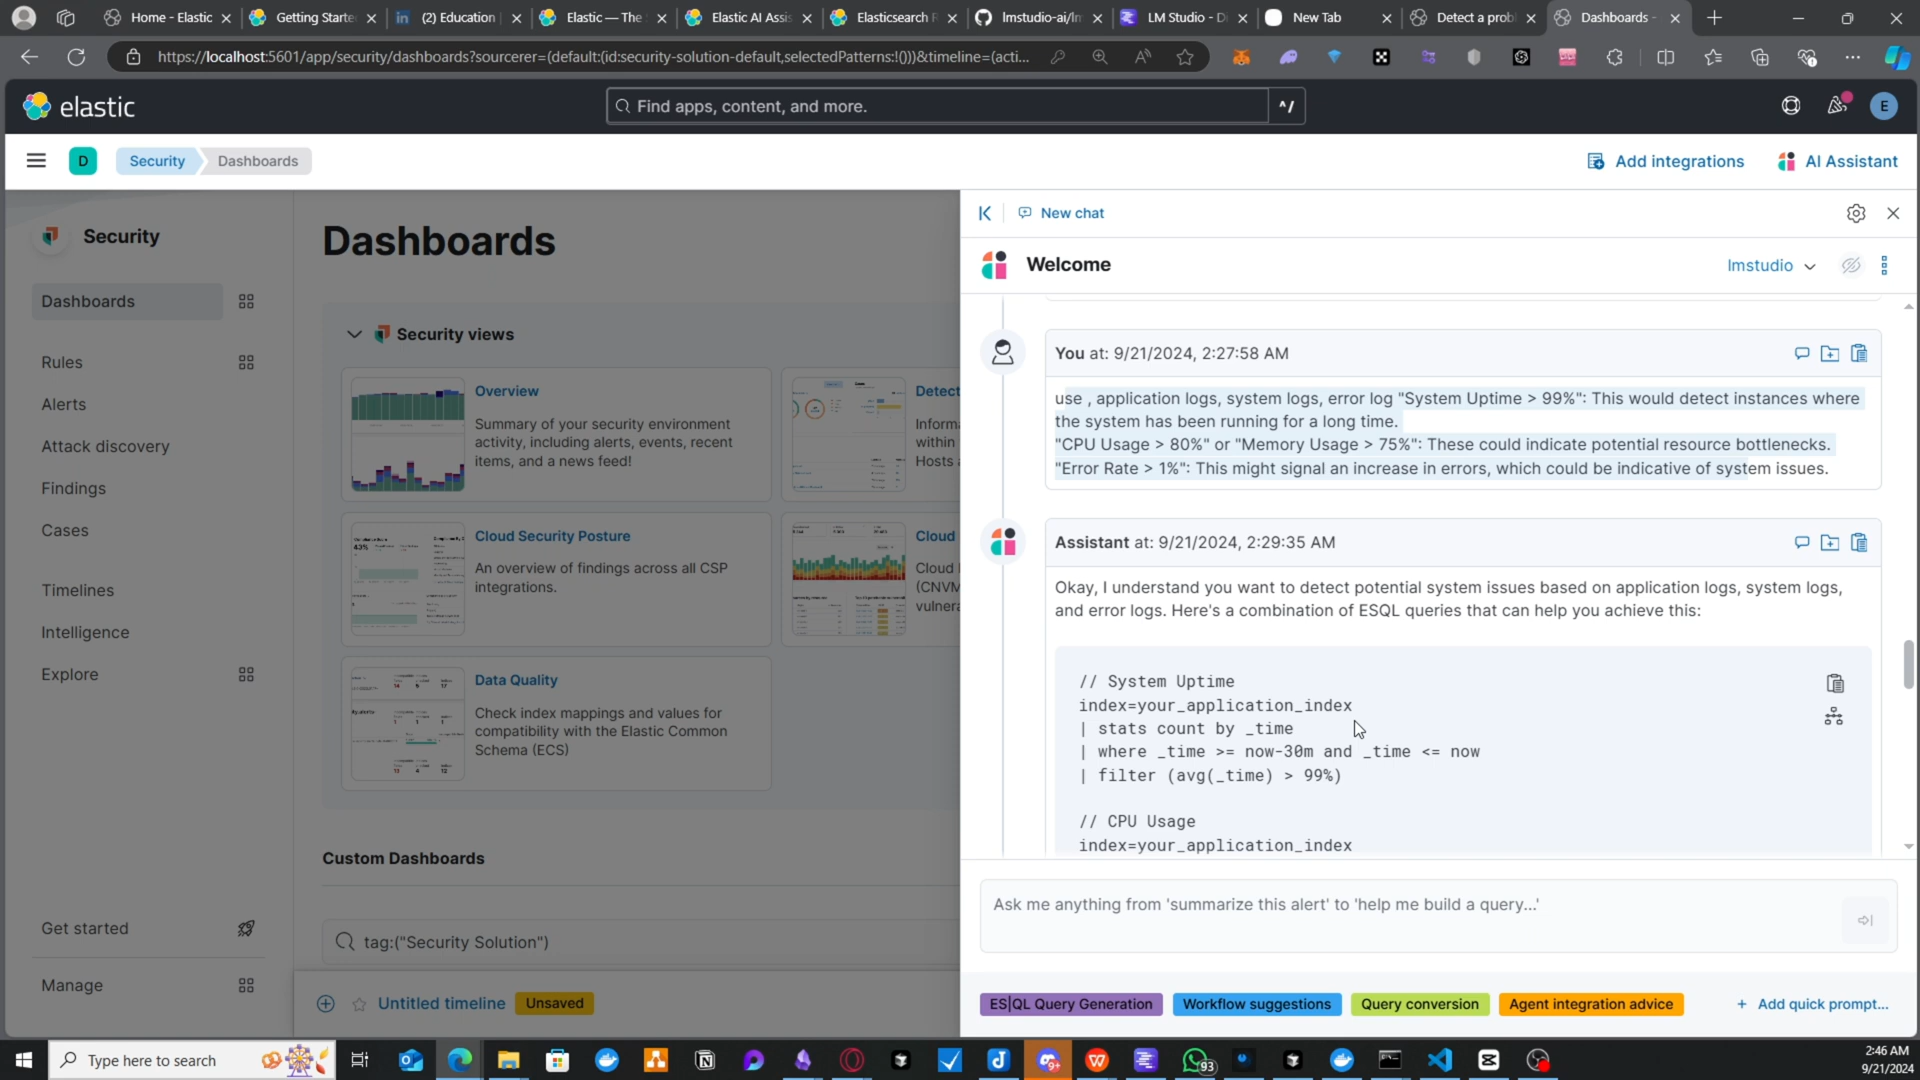 Home - Elastic
Getting Starte
(2) Education
Elastic — The
Elastic AI Assis
Elasticsearch R
lmstudio-ai/lm
LM Studio - D
New Tab
Detect a prob
Dashboards -
https://localhost:5601/app/security/dashboards?sourcerer=(default:(id:security-solution-default,selectedPatterns:!()))&timeline=(acti...
elastic
Find apps, content, and more.
^/
E
D
Security
Dashboards
Add integrations
AI Assistant
Security
Dashboards
Rules
Alerts
Attack discovery
Findings
Cases
Timelines
Intelligence
Explore
Get started
Manage
Dashboards
Security views
Overview
Summary of your security environment
activity, including alerts, events, recent
items, and a news feed!
Detect
Inform
within
Hosts a
Cloud Security Posture
An overview of findings across all CSP
integrations.
43%
Cloud
Cloud
(CNVM
vulnera
Data Quality
Check index mappings and values for
compatibility with the Elastic Common
Schema (ECS)
Custom Dashboards
tag:("Security Solution")
Untitled timeline
Unsaved
New chat
Welcome
lmstudio
You at: 9/21/2024, 2:27:58 AM
use , application logs, system logs, error log "System Uptime > 99%": This would detect instances where
the system has been running for a long time.
"CPU Usage > 80%" or "Memory Usage > 75%": These could indicate potential resource bottlenecks.
"Error Rate > 1%": This might signal an increase in errors, which could be indicative of system issues.
Assistant at: 9/21/2024, 2:29:35 AM
Okay, I understand you want to detect potential system issues based on application logs, system logs,
and error logs. Here's a combination of ESQL queries that can help you achieve this:
// System Uptime
index=your_application_index
| stats count by _time
| where _time >= now-30m and _time <= now
| filter (avg(_time) > 99%)
// CPU Usage
index=your_application_index
Ask me anything from 'summarize this alert' to 'help me build a query...'
ES|QL Query Generation
Workflow suggestions
Query conversion
Agent integration advice
+ Add quick prompt...
Type here to search
9+
93
2:46 AM
9/21/2024